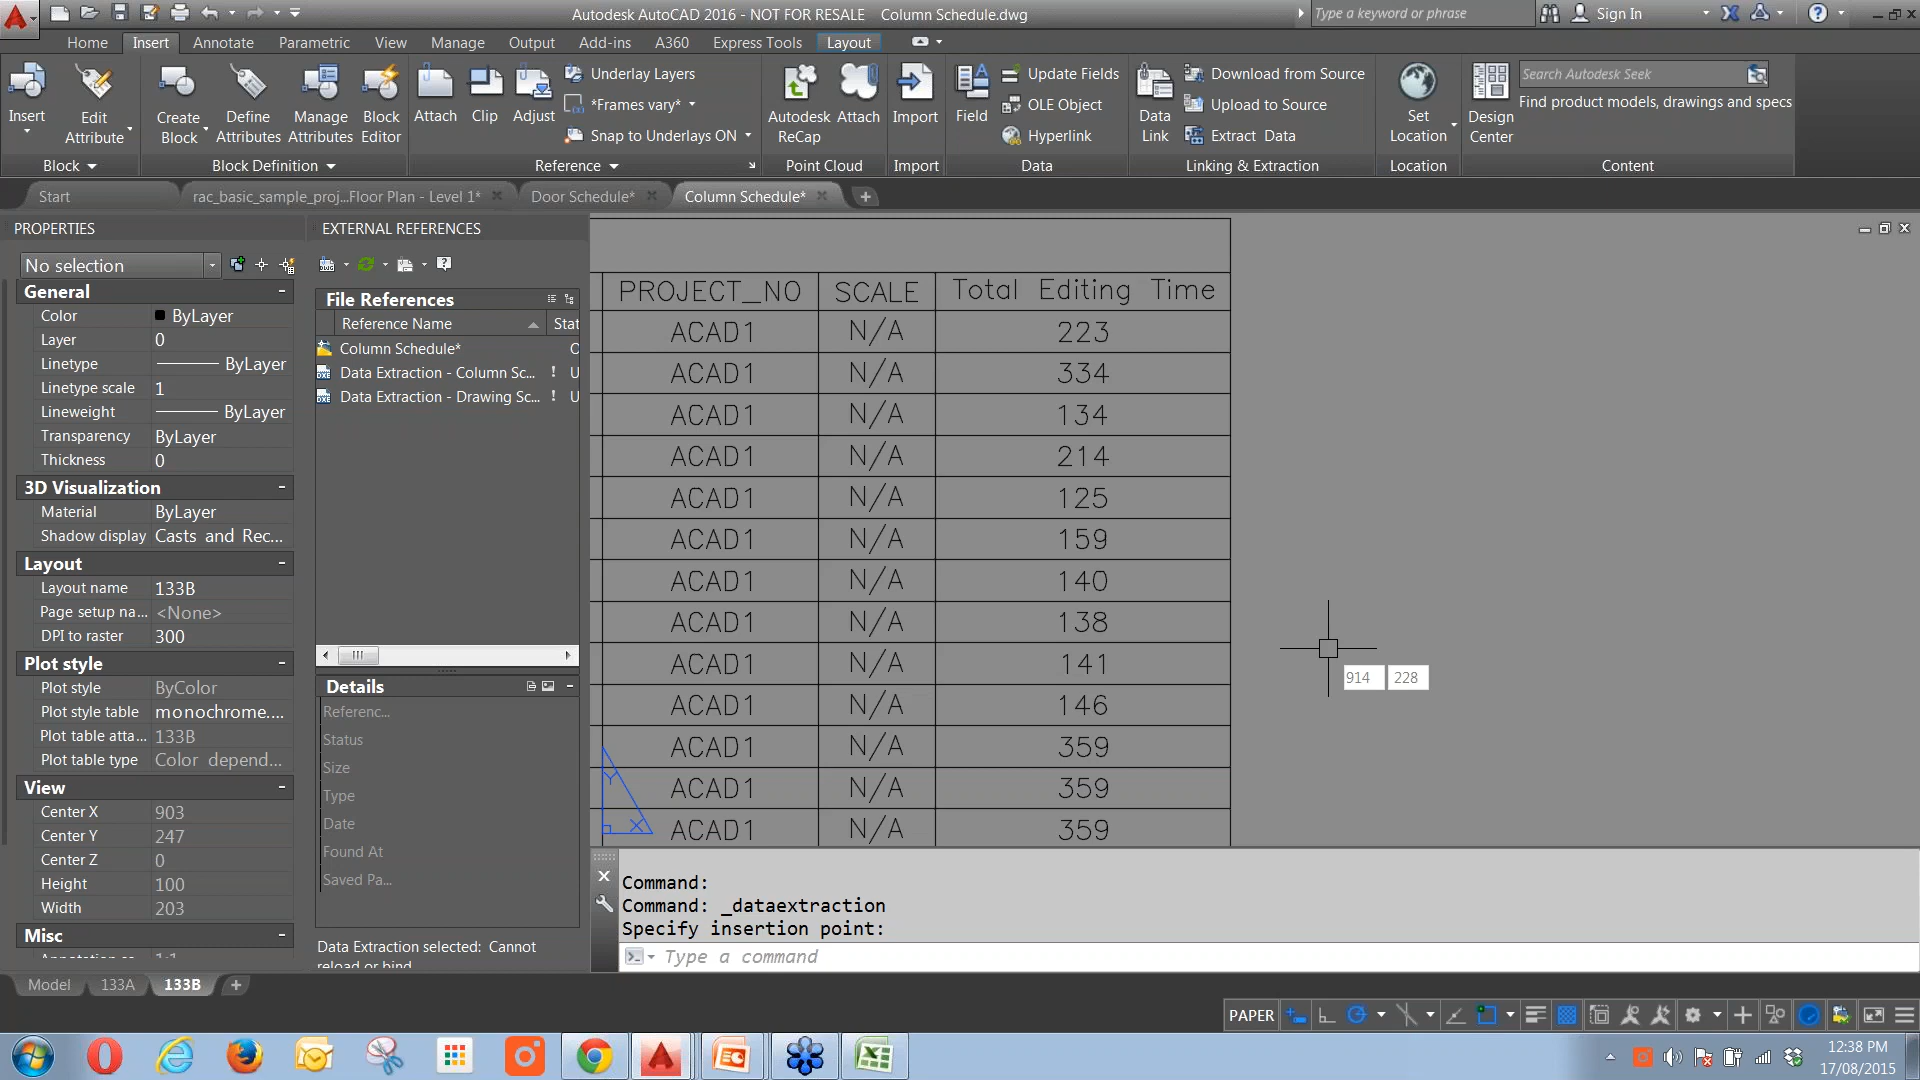 Autodesk AutoCAD 2016 - NOT FOR RESALE Column Schedule.dwg
Type a keyword or phrase
Sign In
Home Insert Annotate Parametric View Manage Output Add-ins A360 Express Tools Layout
Insert
Edit Attribute
Create Block
Define Attributes
Manage Attributes
Block Editor
Attach
Clip
Adjust
Underlay Layers
*Frames vary*
Snap to Underlays ON
Autodesk ReCap
Attach
Import
Field
Update Fields
OLE Object
Hyperlink
Data Link
Download from Source
Upload to Source
Extract Data
Set Location
Design Center
Search Autodesk Seek
Find product models, drawings and specs
Block Block Definition Reference Point Cloud Import Data Linking & Extraction Location Content
Start rac_basic_sample_proj...Floor Plan - Level 1* Door Schedule* Column Schedule*
PROPERTIES
No selection
General
Color ByLayer
Layer 0
Linetype ByLayer
Linetype scale 1
Lineweight ByLayer
Transparency ByLayer
Thickness 0
3D Visualization
Material ByLayer
Shadow display Casts and Rec...
Layout
Layout name 133B
Page setup na... <None>
DPI to raster 300
Plot style
Plot style ByColor
Plot style table monochrome....
Plot table atta... 133B
Plot table type Color depend...
View
Center X 903
Center Y 247
Center Z 0
Height 100
Width 203
Misc
EXTERNAL REFERENCES
File References
Reference Name Stat
Column Schedule* O
Data Extraction - Column Sc... ! U
Data Extraction - Drawing Sc... ! U
Details
Referenc...
Status
Size
Type
Date
Found At
Saved Pa...
Data Extraction selected: Cannot
reload or bind
PROJECT_NO SCALE Total Editing Time
ACAD1 N/A 223
ACAD1 N/A 334
ACAD1 N/A 134
ACAD1 N/A 214
ACAD1 N/A 125
ACAD1 N/A 159
ACAD1 N/A 140
ACAD1 N/A 138
ACAD1 N/A 141
ACAD1 N/A 146
ACAD1 N/A 359
ACAD1 N/A 359
ACAD1 N/A 359
Y
X
914 228
Command:
Command: _dataextraction
Specify insertion point:
Type a command
Model 133A 133B
PAPER
12:38 PM
17/08/2015